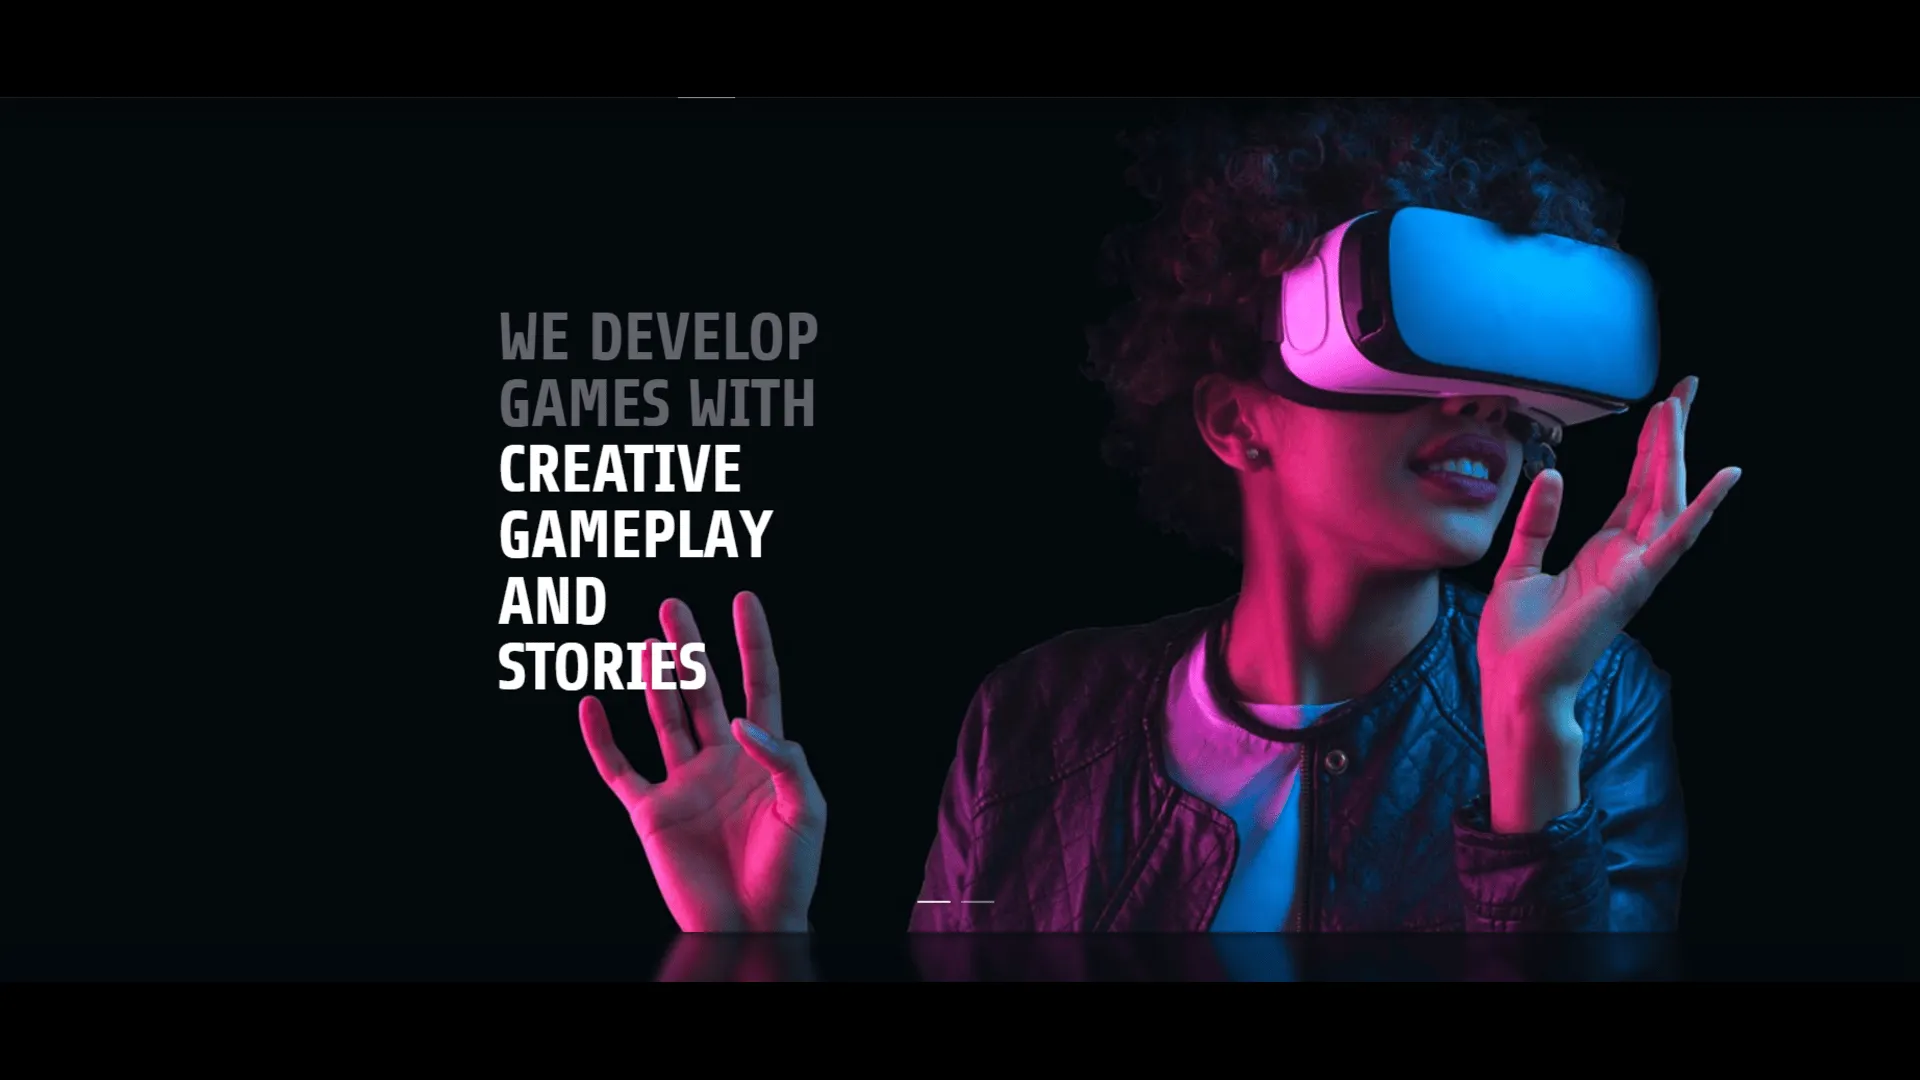 WE DEVELOP
GAMES WITH
CREATIVE
GAMEPLAY
AND
STORIES